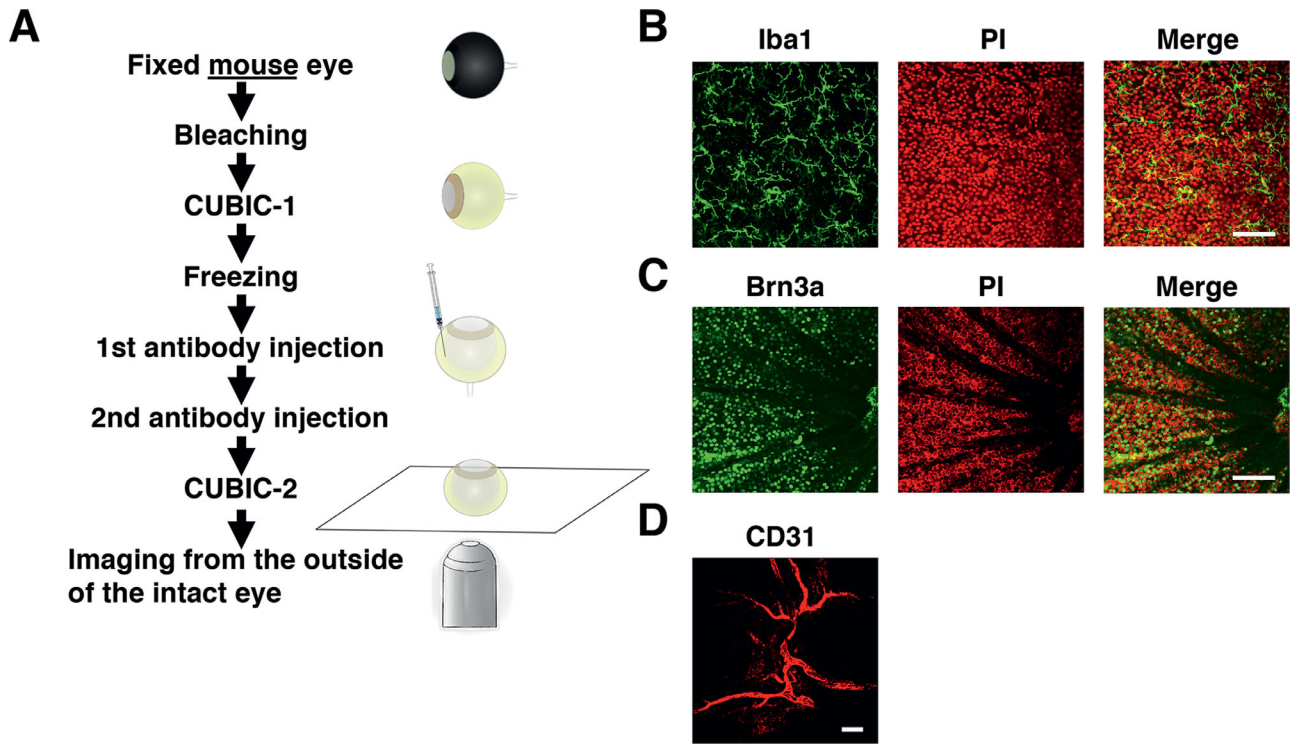 A
Fixed mouse eye
Bleaching
CUBIC-1
Freezing
1st antibody injection
2nd antibody injection
CUBIC-2
Imaging from the outside
of the intact eye
B
Iba1
PI
Merge
C
Brn3a
PI
Merge
D
CD31